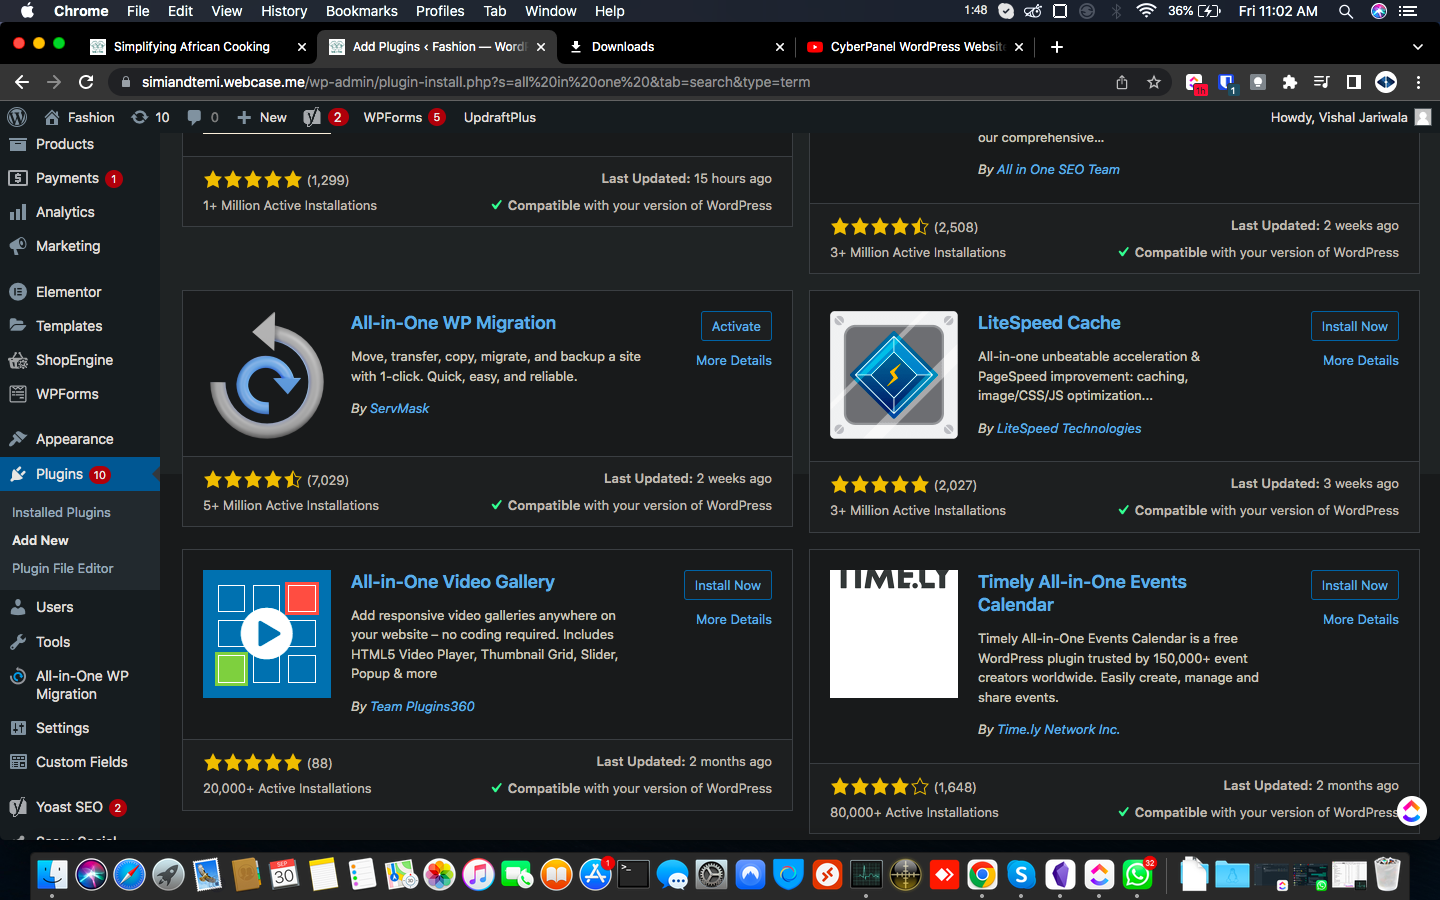 Chrome File Edit View History Bookmarks Profiles Tab Window Help 1:48 36% Fri 11:02 AM
Simplifying African Cooking
Add Plugins ‹ Fashion — Word
Downloads
CyberPanel WordPress Website
simiandtemi.webcase.me/wp-admin/plugin-install.php?s=all%20in%20one%20&tab=search&type=term
1h
1
Fashion 10 0 New 2 WPForms 5 UpdraftPlus Howdy, Vishal Jariwala
Products
Payments 1
Analytics
Marketing
Elementor
Templates
ShopEngine
WPForms
Appearance
Plugins 10
Installed Plugins
Add New
Plugin File Editor
Users
Tools
All-in-One WP
Migration
Settings
Custom Fields
Yoast SEO 2
(1,299)
Last Updated: 15 hours ago
1+ Million Active Installations
Compatible with your version of WordPress
our comprehensive...
By All in One SEO Team
(2,508)
Last Updated: 2 weeks ago
3+ Million Active Installations
Compatible with your version of WordPress
All-in-One WP Migration
Activate
More Details
Move, transfer, copy, migrate, and backup a site
with 1-click. Quick, easy, and reliable.
By ServMask
(7,029)
Last Updated: 2 weeks ago
5+ Million Active Installations
Compatible with your version of WordPress
LiteSpeed Cache
Install Now
More Details
All-in-one unbeatable acceleration &
PageSpeed improvement: caching,
image/CSS/JS optimization...
By LiteSpeed Technologies
(2,027)
Last Updated: 3 weeks ago
3+ Million Active Installations
Compatible with your version of WordPress
All-in-One Video Gallery
Install Now
More Details
Add responsive video galleries anywhere on
your website – no coding required. Includes
HTML5 Video Player, Thumbnail Grid, Slider,
Popup & more
By Team Plugins360
(88)
Last Updated: 2 months ago
20,000+ Active Installations
Compatible with your version of WordPress
TIME.LY
Timely All-in-One Events
Calendar
Install Now
More Details
Timely All-in-One Events Calendar is a free
WordPress plugin trusted by 150,000+ event
creators worldwide. Easily create, manage and
share events.
By Time.ly Network Inc.
(1,648)
Last Updated: 2 months ago
80,000+ Active Installations
Compatible with your version of WordPress
SEP
30
1
32